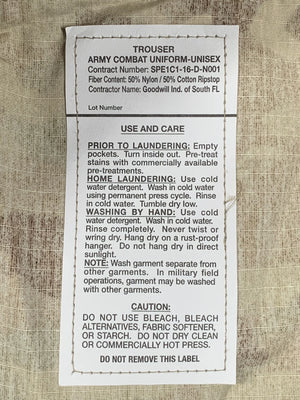 TROUSER
ARMY COMBAT UNIFORM-UNISEX
Contract Number: SPE1C1-16-D-N001
Fiber Content: 50% Nylon / 50% Cotton Ripstop
Contractor Name: Goodwill Ind. of South FL
Lot Number
USE AND CARE
PRIOR TO LAUNDERING: Empty
pockets. Turn inside out. Pre-treat
stains with commercially available
pre-treatments.
HOME LAUNDERING: Use cold
water detergent. Wash in cold water
using permanent press cycle. Rinse
in cold water. Tumble dry low.
WASHING BY HAND: Use cold
water detergent. Wash in cold water.
Rinse completely. Never twist or
wring dry. Hang dry on a rust-proof
hanger. Do not hang dry in direct
sunlight.
NOTE: Wash garment separate from
other garments. In military field
operations, garment may be washed
with other garments.
CAUTION:
DO NOT USE BLEACH, BLEACH
ALTERNATIVES, FABRIC SOFTENER,
OR STARCH. DO NOT DRY CLEAN
OR COMMERCIALLY HOT PRESS.
DO NOT REMOVE THIS LABEL